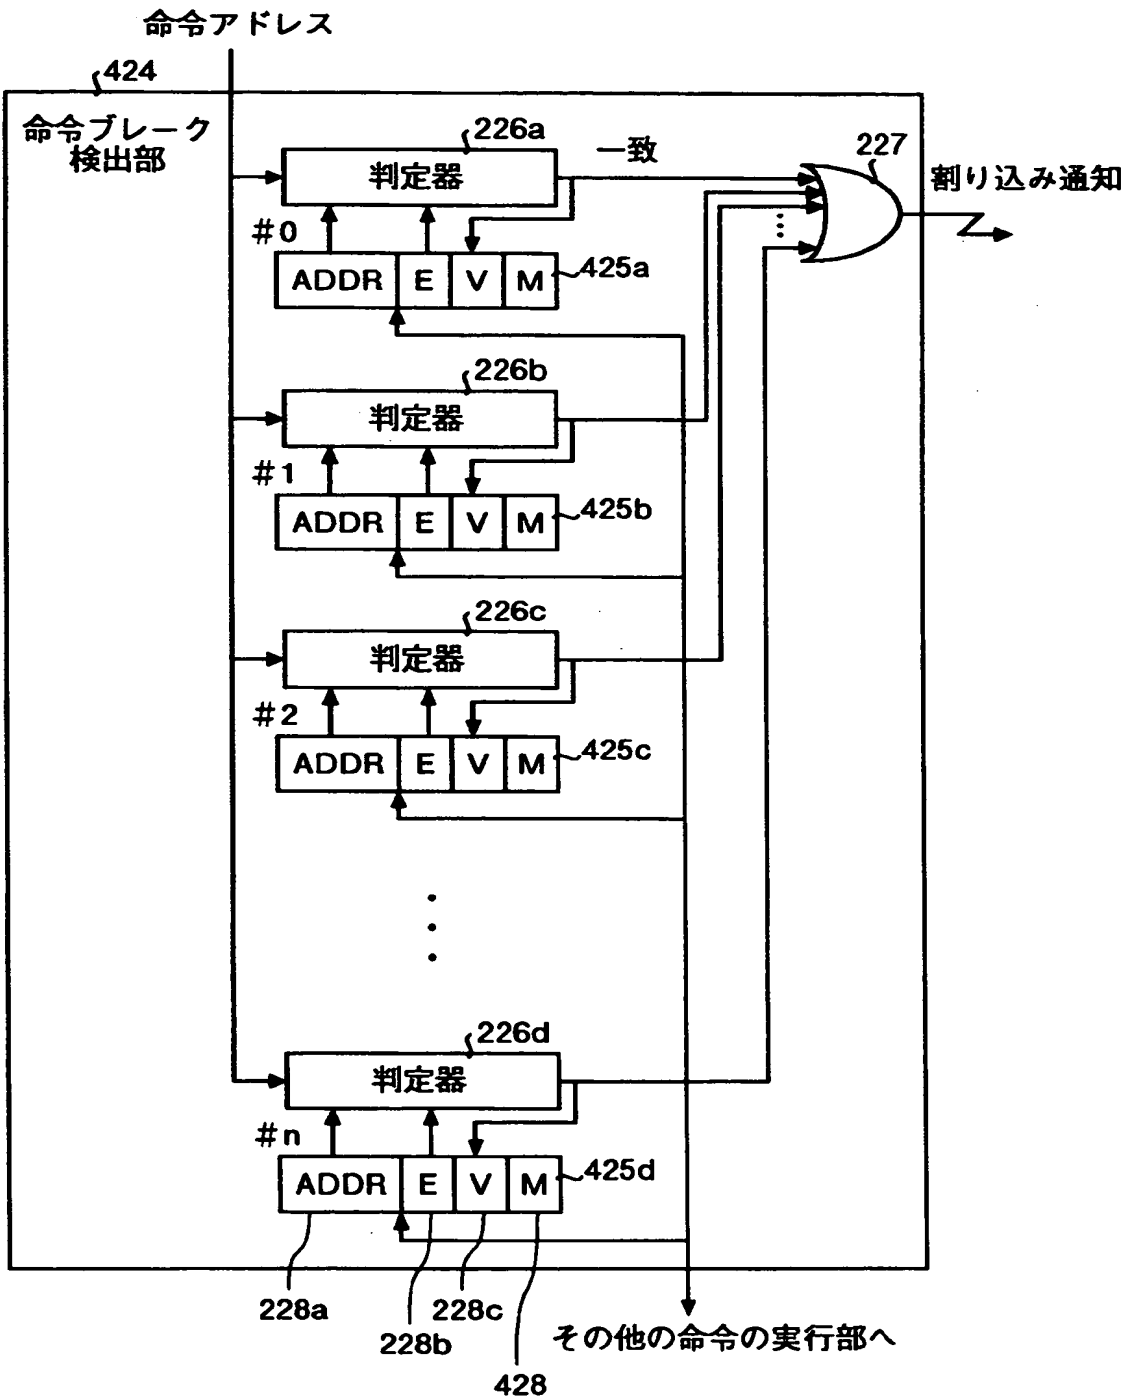 命令アドレス
424
命令ブレーク
検出部
226a
一致
227
割り込み通知
判定器
#0
ADDR E V M
425a
226b
判定器
#1
ADDR E V M
425b
226c
判定器
#2
ADDR E V M
425c
226d
判定器
#n
ADDR E V M
425d
228a
228b
228c
428
その他の命令の実行部へ